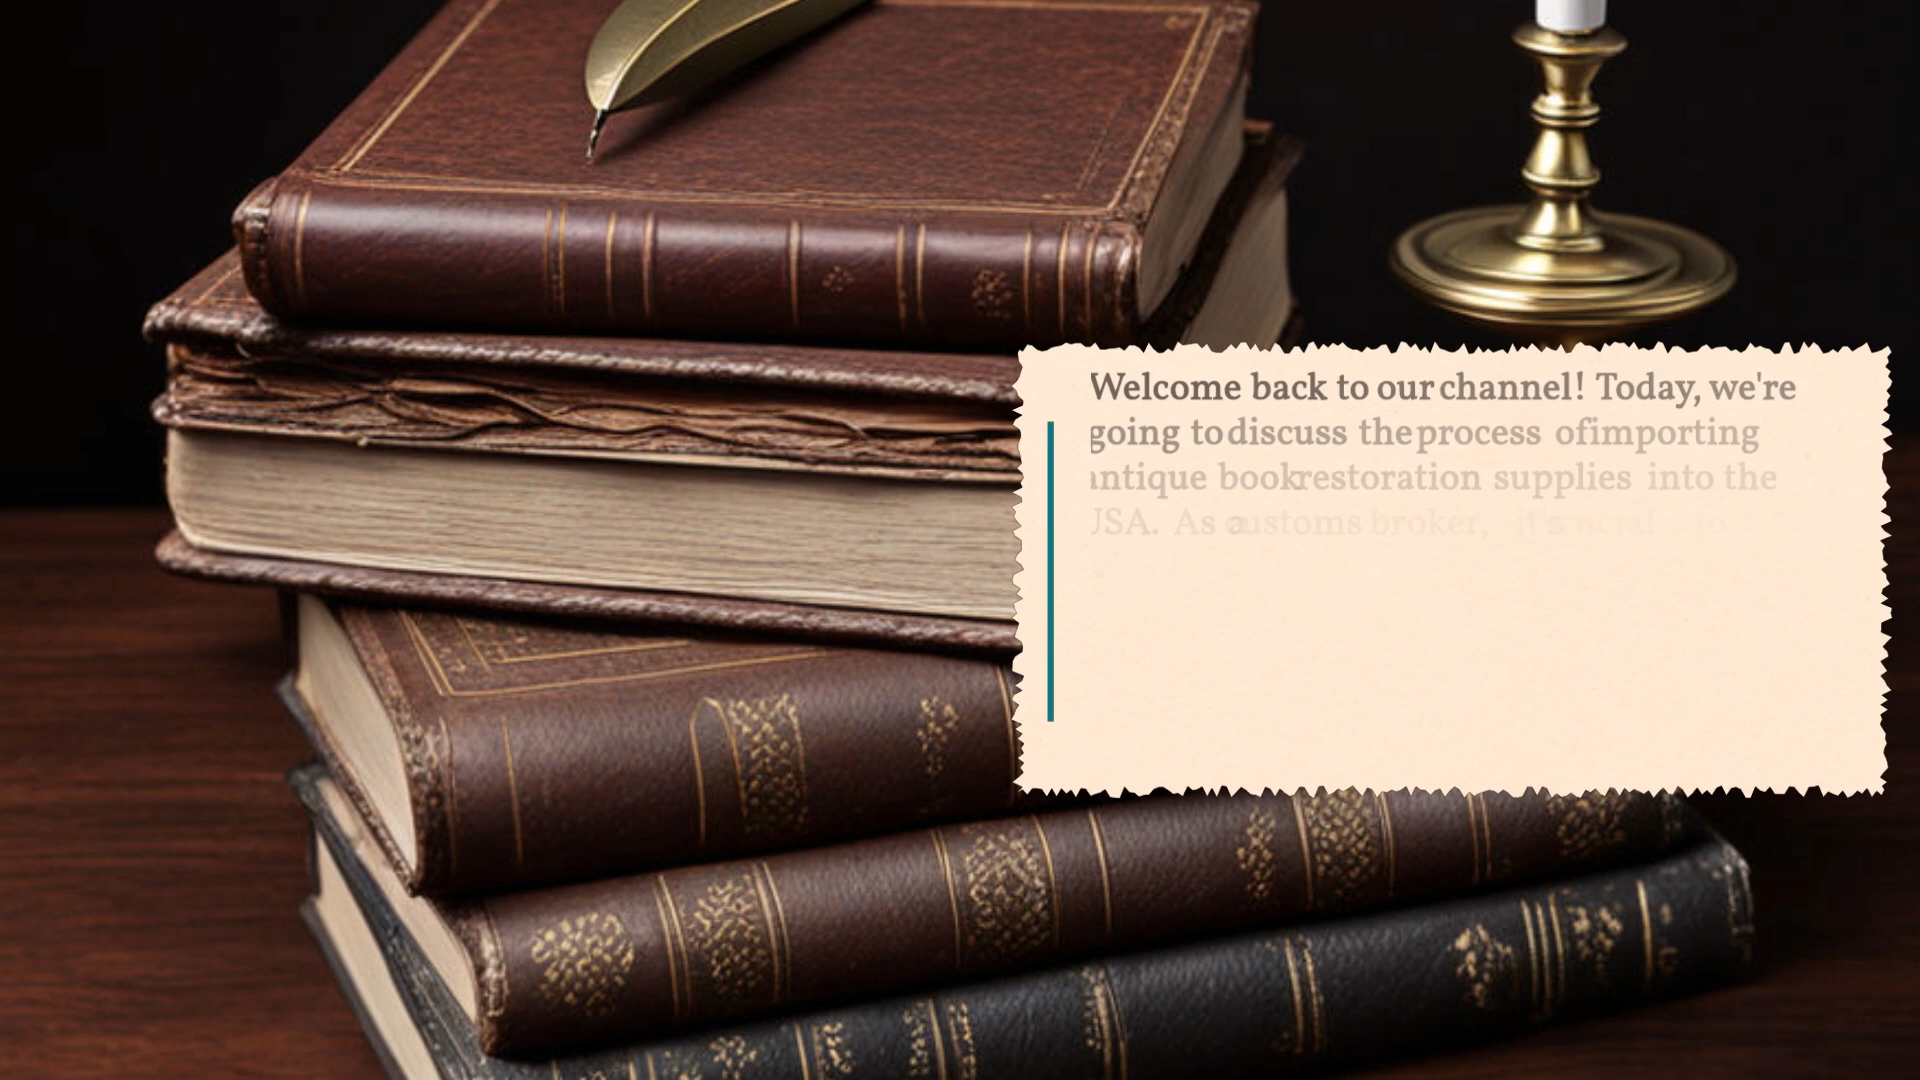 Welcome back to our channel! Today, we're
going to discuss the process of importing
antique book restoration supplies into the
USA. As a customs broker, it's